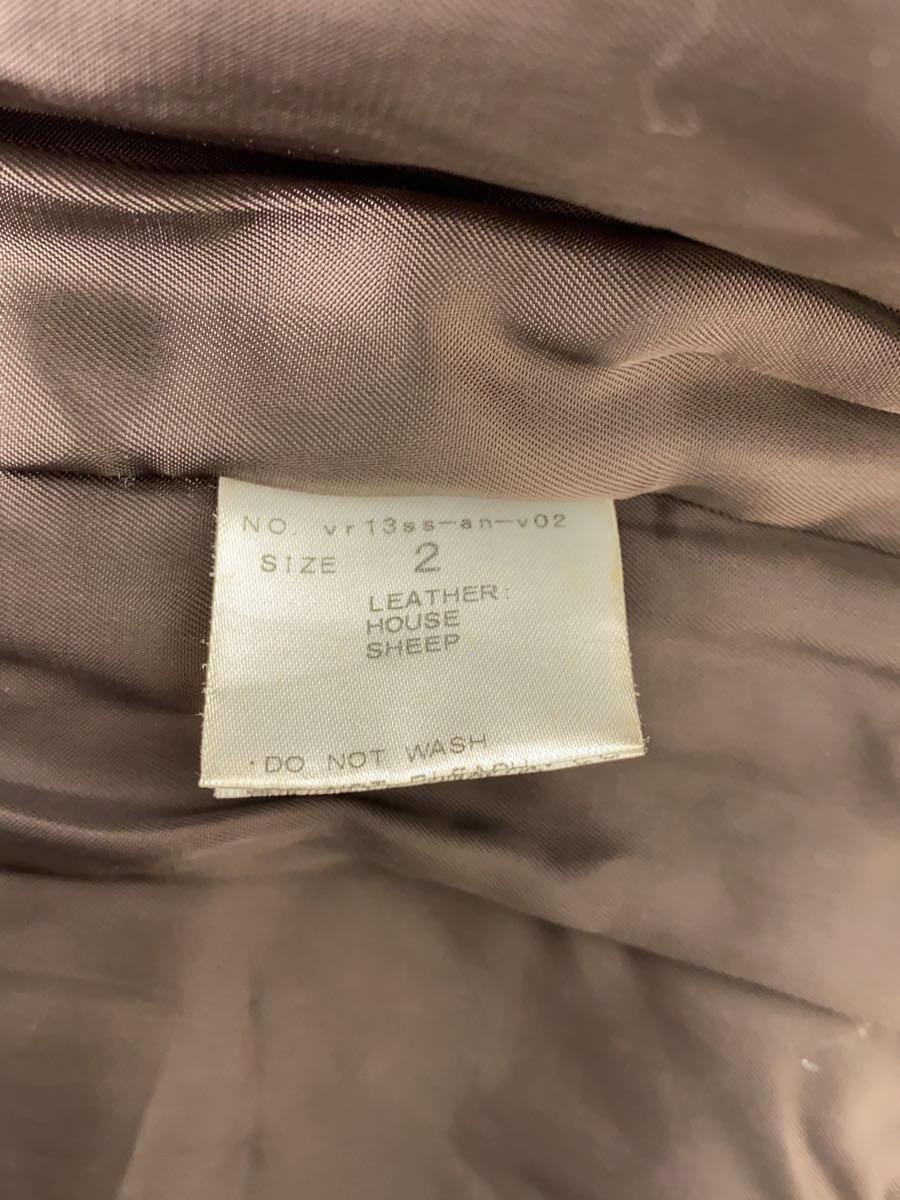 NO. vr13ss-an-v02
SIZE 2
LEATHER:
HOUSE
SHEEP
·DO NOT WASH